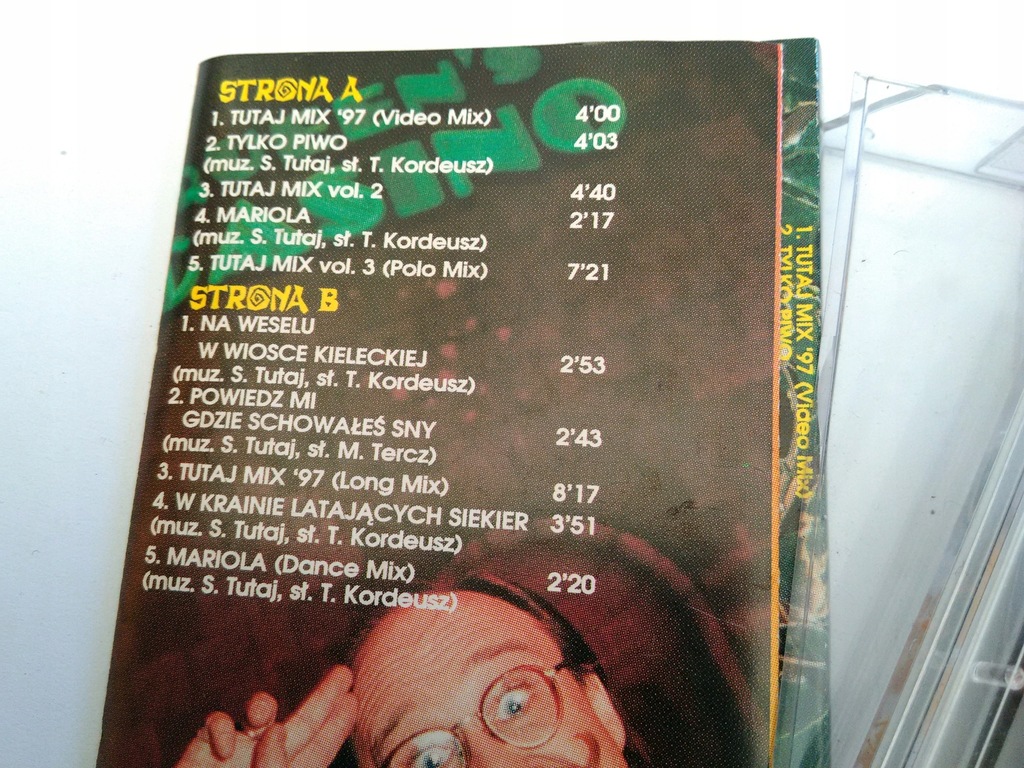 STRONA A
1. TUTAJ MIX '97 (Video Mix) 4'00
2. TYLKO PIWO 4'03
(muz. S. Tutaj, sł. T. Kordeusz)
3. TUTAJ MIX vol. 2 4'40
4. MARIOLA 2'17
(muz. S. Tutaj, sł. T. Kordeusz)
5. TUTAJ MIX vol. 3 (Polo Mix) 7'21
STRONA B
1. NA WESELU
W WIOSCE KIELECKIEJ 2'53
(muz. S. Tutaj, sł. T. Kordeusz)
2. POWIEDZ MI
GDZIE SCHOWAŁEŚ SNY 2'43
(muz. S. Tutaj, sł. M. Tercz)
3. TUTAJ MIX '97 (Long Mix) 8'17
4. W KRAINIE LATAJĄCYCH SIEKIER 3'51
(muz. S. Tutaj, sł. T. Kordeusz)
5. MARIOLA (Dance Mix) 2'20
(muz. S. Tutaj, sł. T. Kordeusz)
1. TUTAJ MIX '97 (Video Mix)
2. TYLKO PIWO